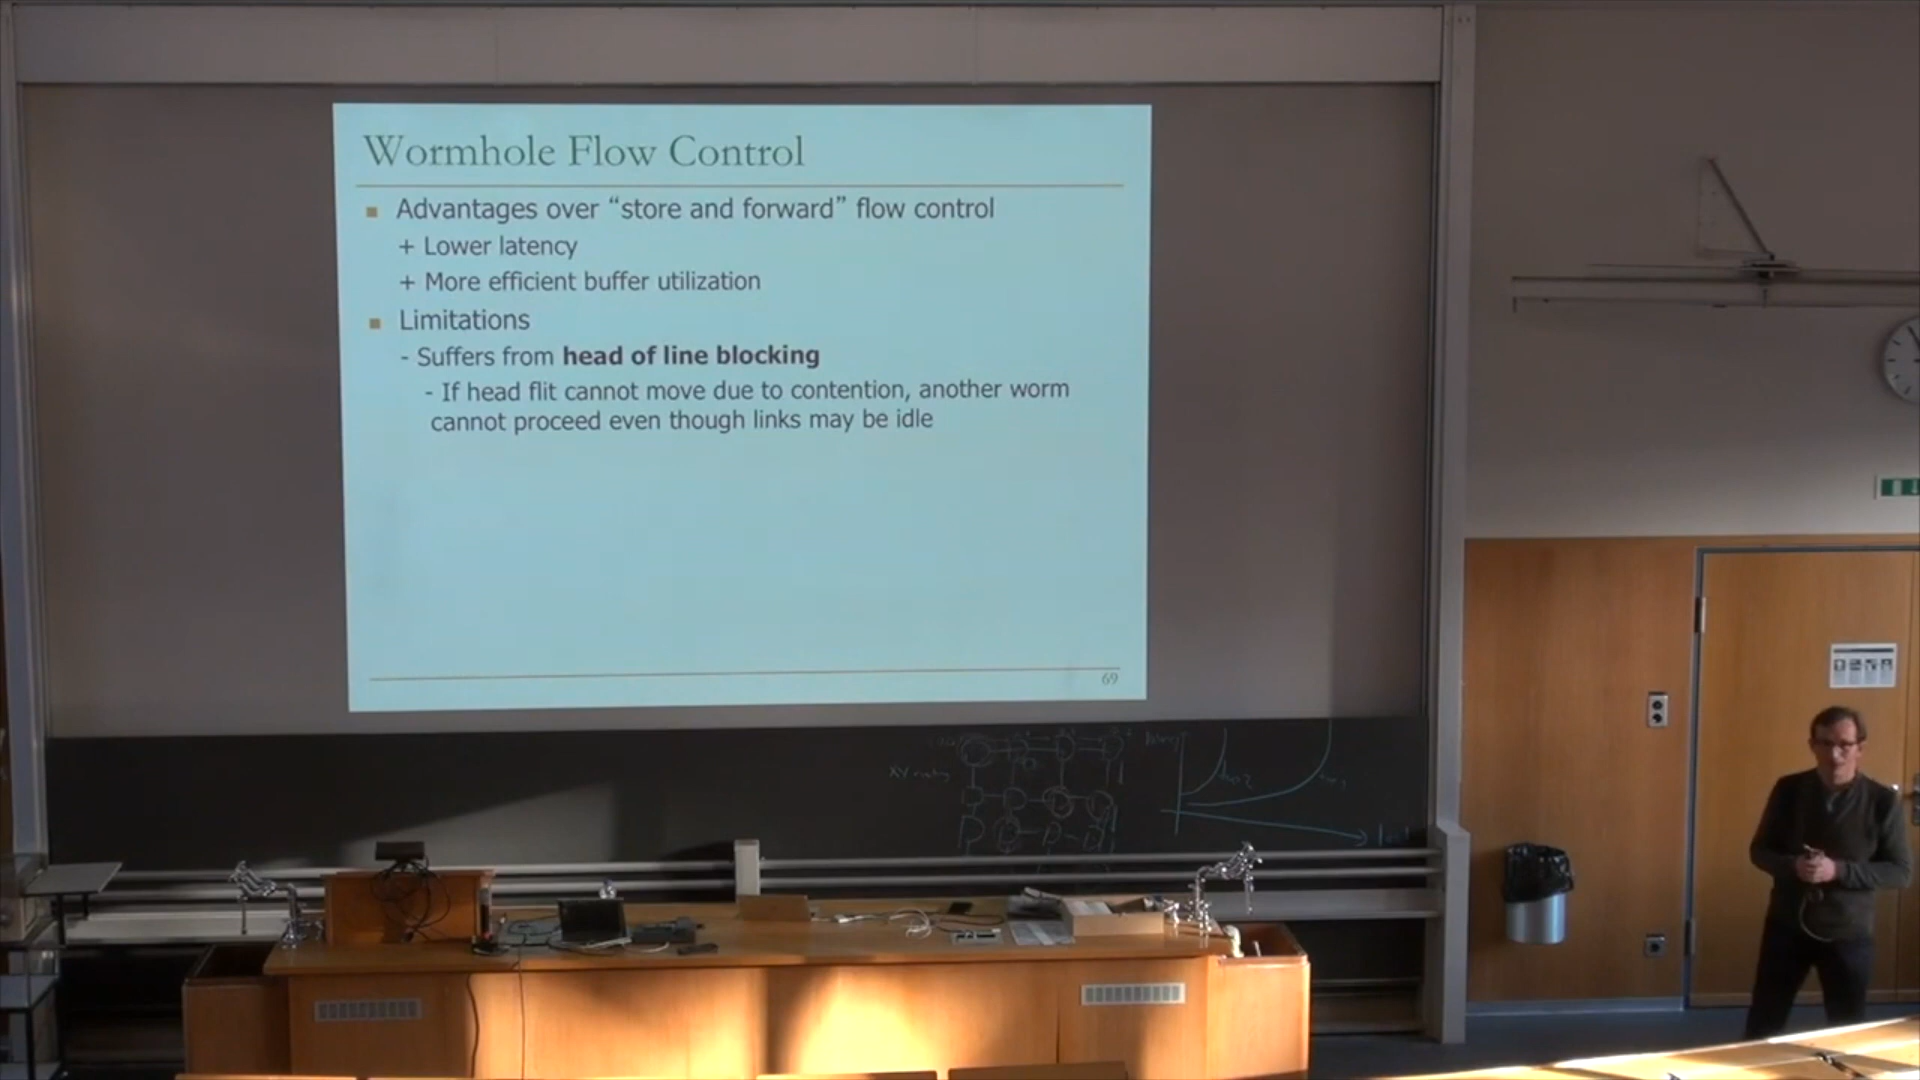 Wormhole Flow Control
Advantages over “store and forward” flow control
+ Lower latency
+ More efficient buffer utilization
Limitations
- Suffers from head of line blocking
- If head flit cannot move due to contention, another worm
cannot proceed even though links may be idle
69